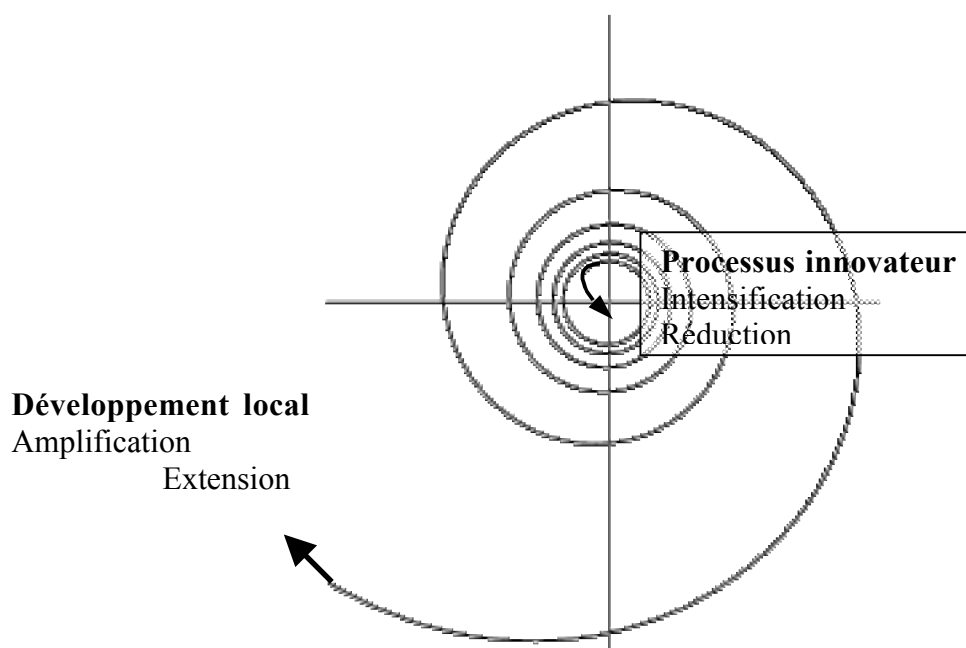 Processus innovateur
Intensification
Réduction
Développement local
Amplification
Extension